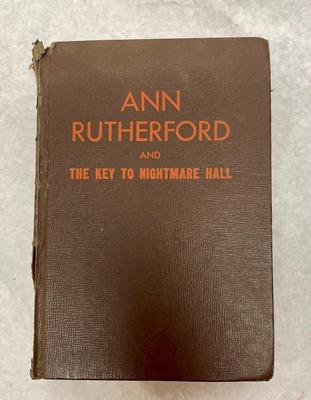 ANN
RUTHERFORD
AND
THE KEY TO NIGHTMARE HALL